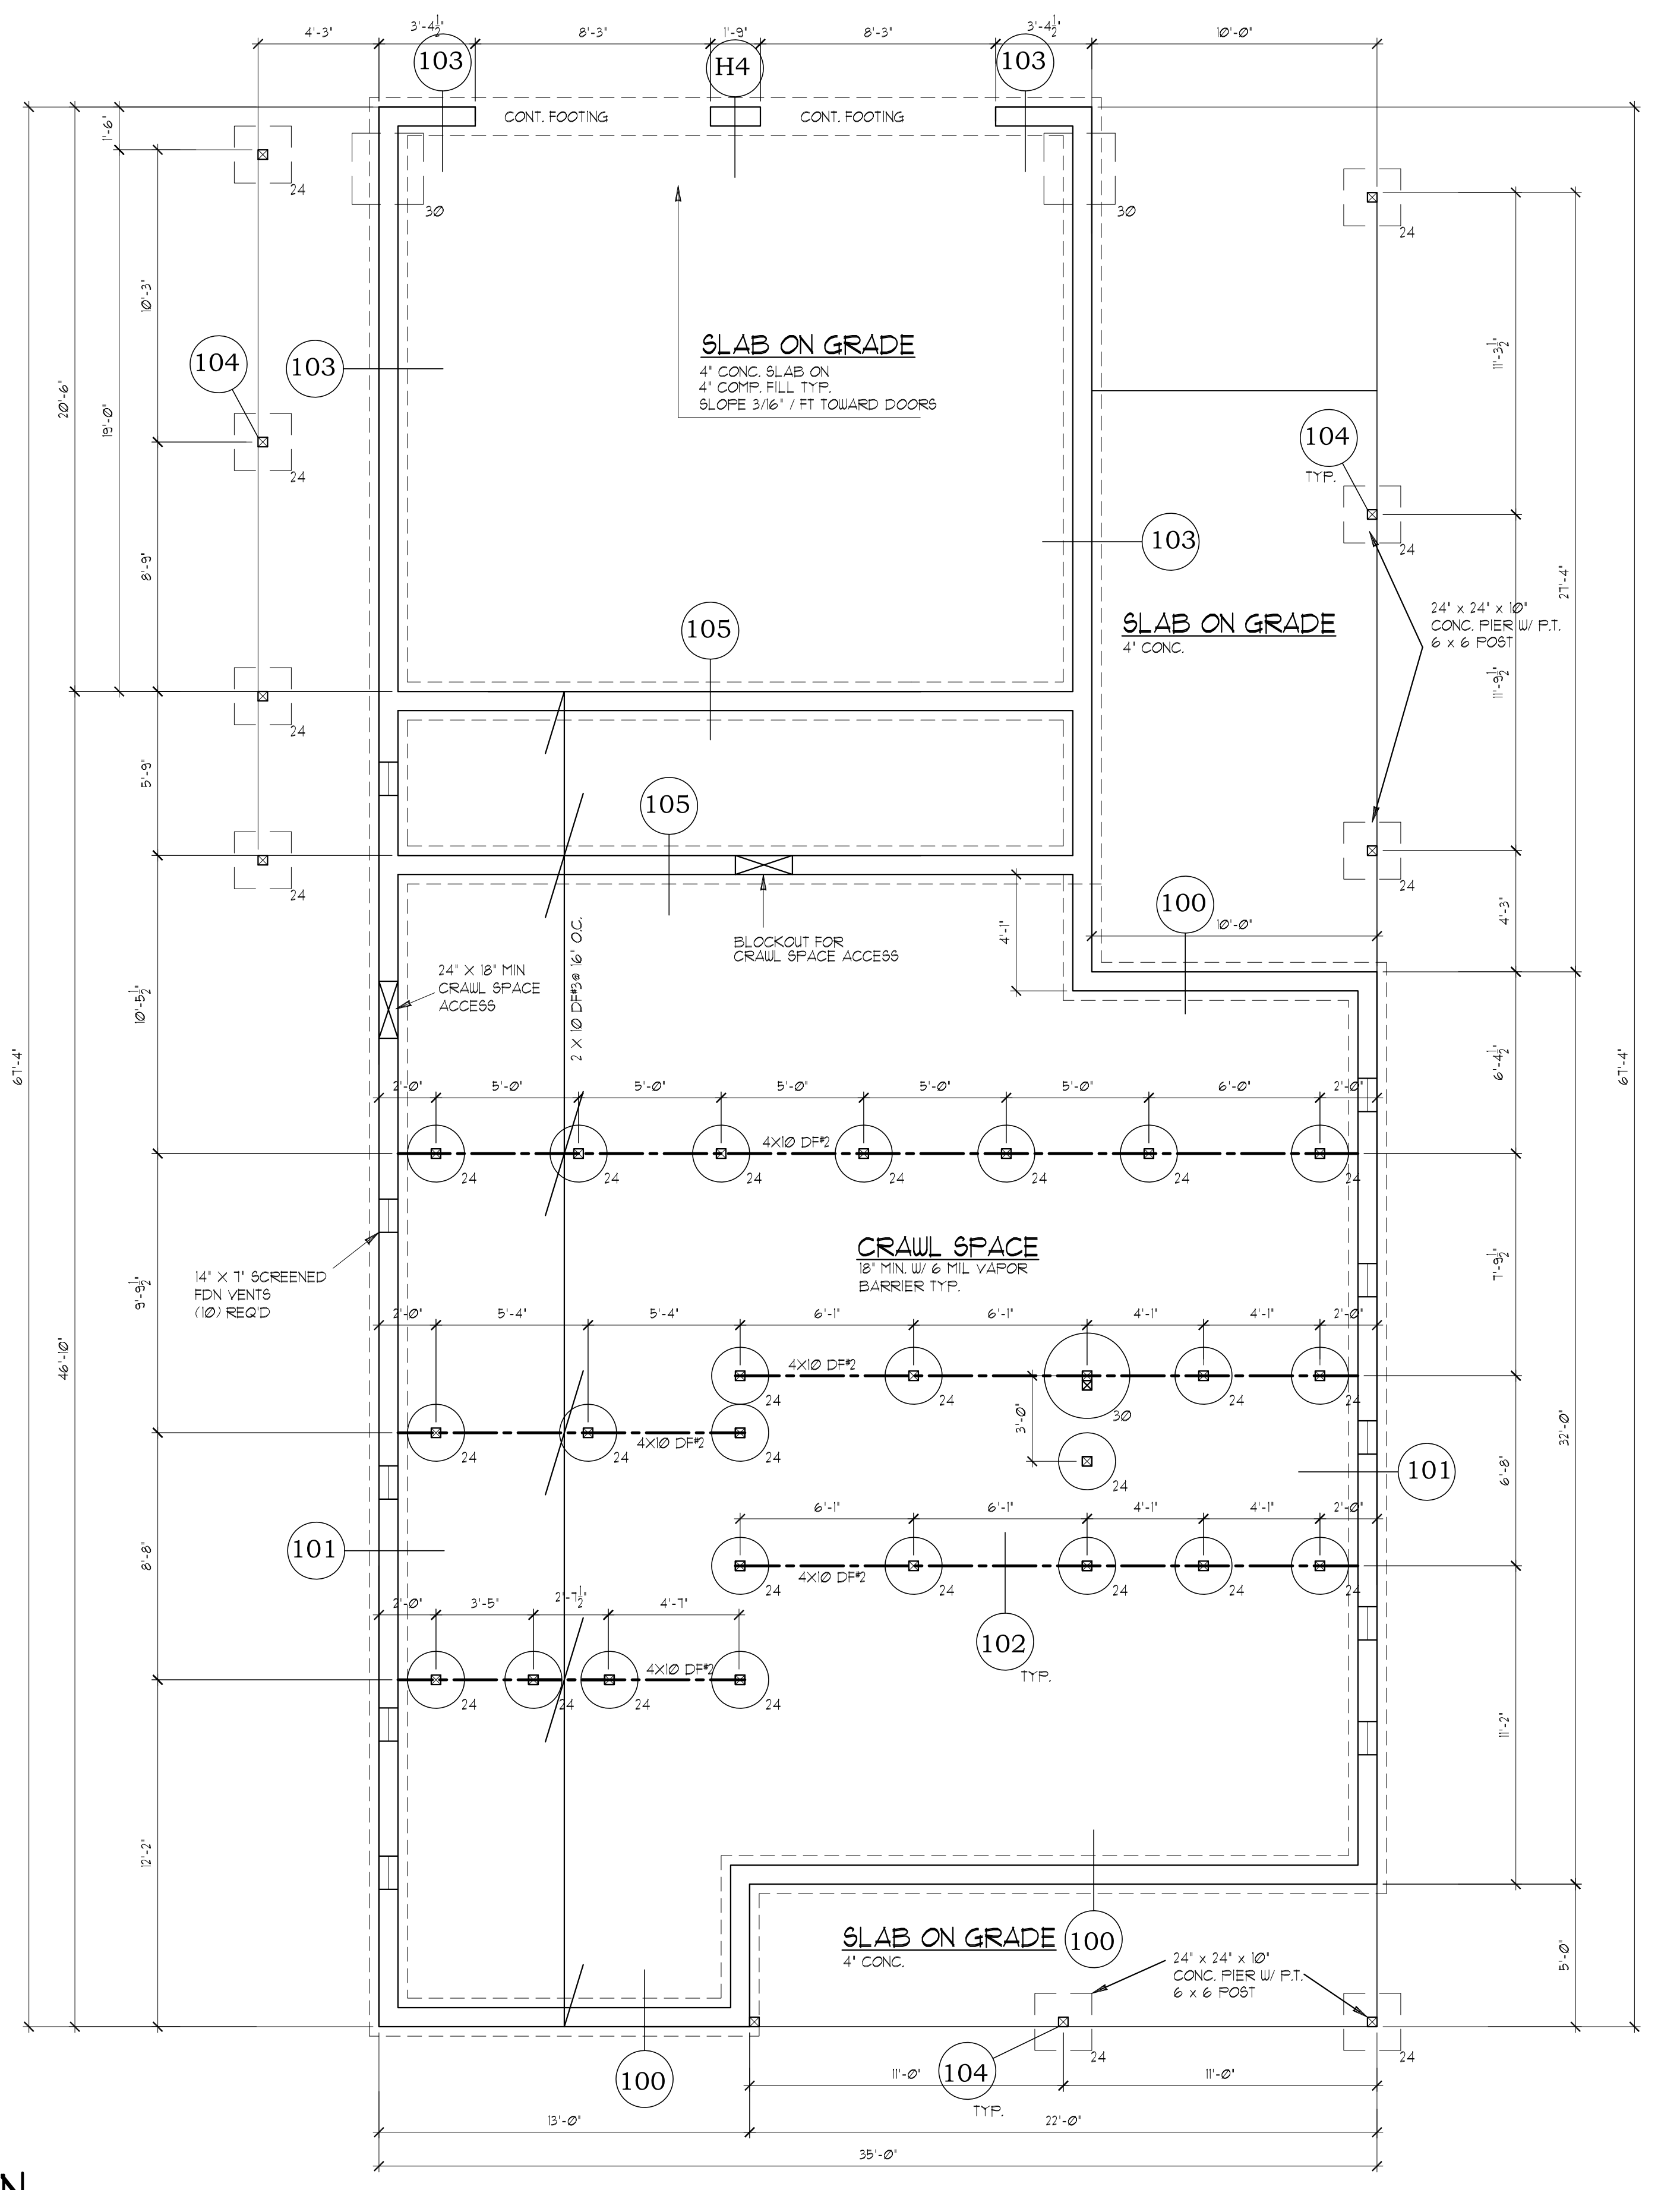 4'-3" 3'-4½" 8'-3" 1'-9" 8'-3" 3'-4½" 10'-0"
103 H4 103
CONT. FOOTING CONT. FOOTING
1'-6"
24
30
30
24
10'-3"
11'-3½"
SLAB ON GRADE
4" CONC. SLAB ON
4" COMP. FILL TYP.
SLOPE 3/16" / FT TOWARD DOORS
104
103
20'-6"
19'-0"
24
104
TYP.
24
103
8'-9"
27'-4"
24" x 24" x 10"
CONC. PIER W/ P.T.
6 x 6 POST
SLAB ON GRADE
4" CONC.
105
11'-9½"
24
5'-9"
105
24
24
100
4'-3"
10'-0"
4'-1"
BLOCKOUT FOR
CRAWL SPACE ACCESS
24" X 18" MIN
CRAWL SPACE
ACCESS
2 X 10 DF#3@ 16" O.C.
10'-5½"
67'-4"
67'-4"
6'-4½"
2'-0" 5'-0" 5'-0" 5'-0" 5'-0" 5'-0" 6'-0" 2'-0"
4X10 DF#2
24 24 24 24 24 24 24
CRAWL SPACE
18" MIN. W/ 6 MIL VAPOR
BARRIER TYP.
14" X 7" SCREENED
FDN VENTS
(10) REQ'D
9'-9½"
7'-9½"
46'-10"
2'-0" 5'-4" 5'-4" 6'-1" 6'-1" 4'-1" 4'-1" 2'-0"
4X10 DF#2
24 24 30 24 24
3'-0"
4X10 DF#2
24 24 24
24
32'-0"
6'-8"
101
101
8'-8"
6'-1" 6'-1" 4'-1" 4'-1" 2'-0"
4X10 DF#2
24 24 24 24 24
2'-0" 3'-5" 2'-7½" 4'-7"
102
TYP.
4X10 DF#2
24 24 24 24
11'-2"
12'-2"
SLAB ON GRADE
4" CONC.
100
24" x 24" x 10"
CONC. PIER W/ P.T.
6 x 6 POST
5'-0"
24
24
100
104
TYP.
11'-0" 11'-0"
13'-0" 22'-0"
35'-0"
N